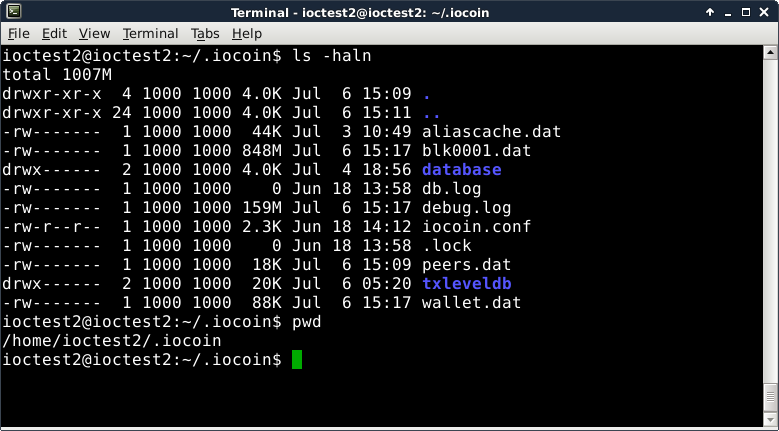 Terminal - ioctest2@ioctest2: ~/.iocoin
File Edit View Terminal Tabs Help
ioctest2@ioctest2:~/.iocoin$ ls -haln
total 1007M
drwxr-xr-x  4 1000 1000 4.0K Jul  6 15:09 .
drwxr-xr-x 24 1000 1000 4.0K Jul  6 15:11 ..
-rw-------  1 1000 1000  44K Jul  3 10:49 aliascache.dat
-rw-------  1 1000 1000 848M Jul  6 15:17 blk0001.dat
drwx------  2 1000 1000 4.0K Jul  4 18:56 database
-rw-------  1 1000 1000    0 Jun 18 13:58 db.log
-rw-------  1 1000 1000 159M Jul  6 15:17 debug.log
-rw-r--r--  1 1000 1000 2.3K Jun 18 14:12 iocoin.conf
-rw-------  1 1000 1000    0 Jun 18 13:58 .lock
-rw-------  1 1000 1000  18K Jul  6 15:09 peers.dat
drwx------  2 1000 1000  20K Jul  6 05:20 txleveldb
-rw-------  1 1000 1000  88K Jul  6 15:17 wallet.dat
ioctest2@ioctest2:~/.iocoin$ pwd
/home/ioctest2/.iocoin
ioctest2@ioctest2:~/.iocoin$